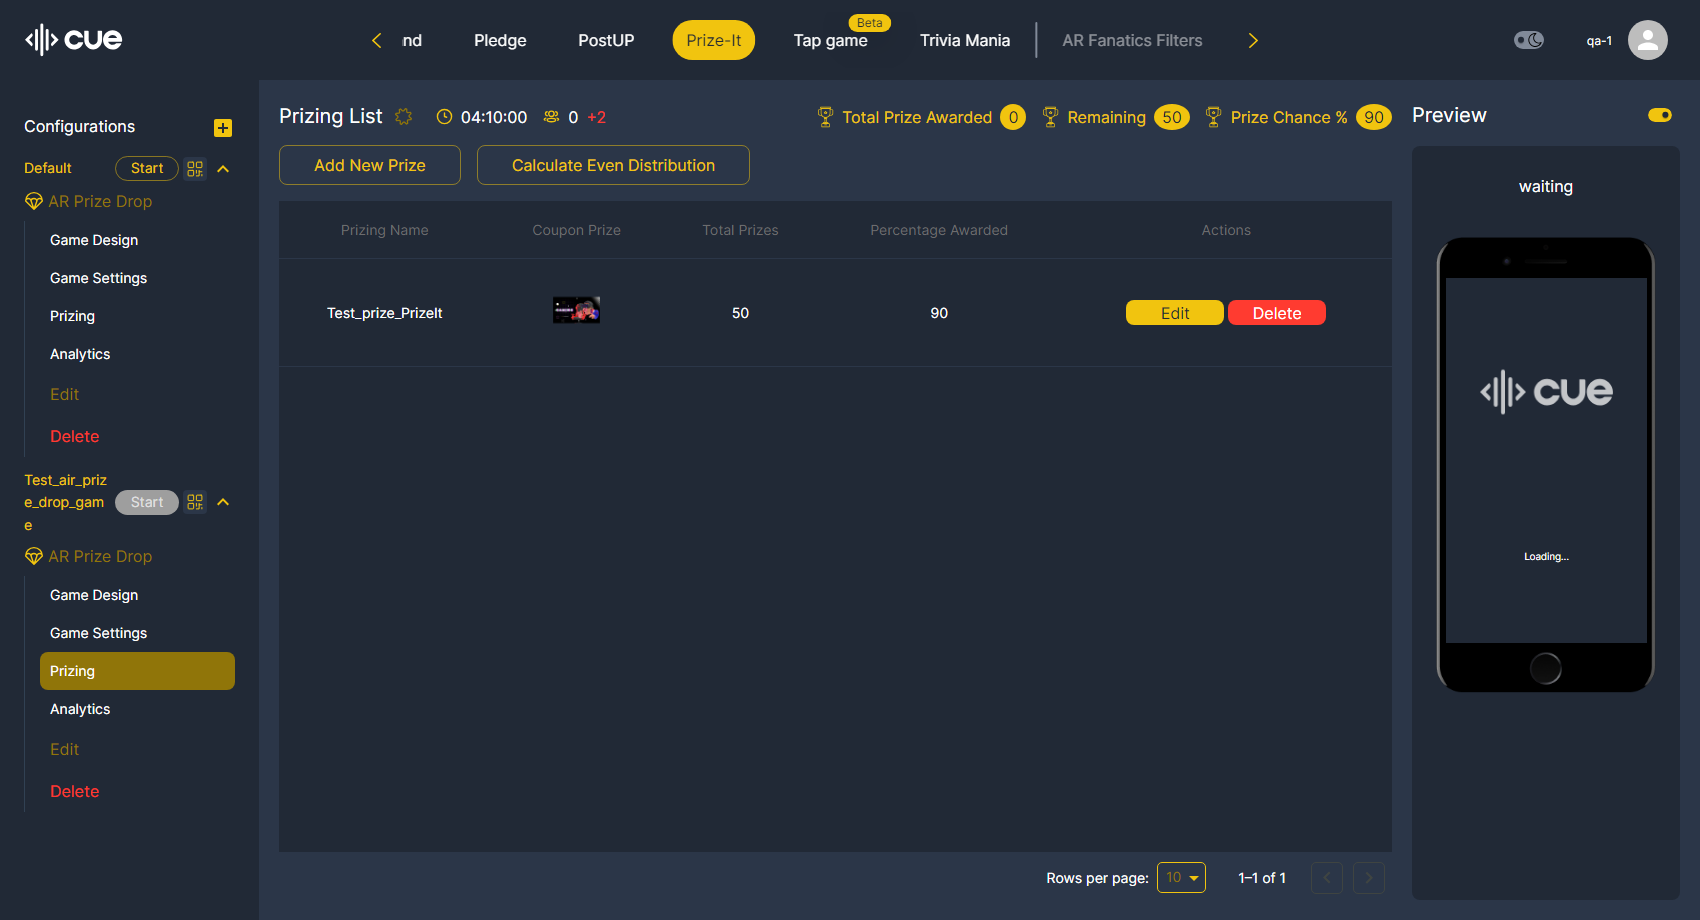 cue
nd
Pledge
PostUP
Prize-It
Beta
Tap game
Trivia Mania
AR Fanatics Filters
qa-1
Configurations
Default
Start
AR Prize Drop
Game Design
Game Settings
Prizing
Analytics
Edit
Delete
Test_air_priz
e_drop_gam
e
Start
AR Prize Drop
Game Design
Game Settings
Prizing
Analytics
Edit
Delete
Prizing List
04:10:00
0 +2
Total Prize Awarded 0
Remaining 50
Prize Chance % 90
Add New Prize
Calculate Even Distribution
Prizing Name Coupon Prize Total Prizes Percentage Awarded Actions
Test_prize_PrizeIt 50 90 Edit Delete
Rows per page: 10 1–1 of 1
Preview
waiting
cue
Loading...